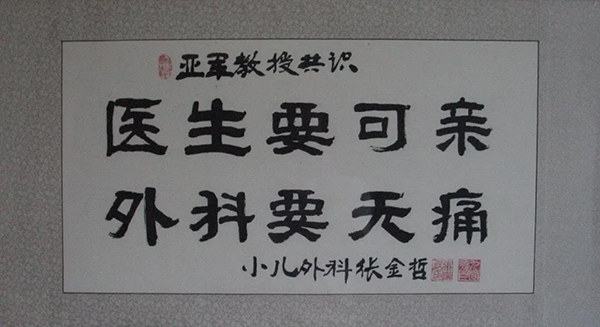 亚军教授共识
医生要可亲
外科要无痛
小儿外科张金哲